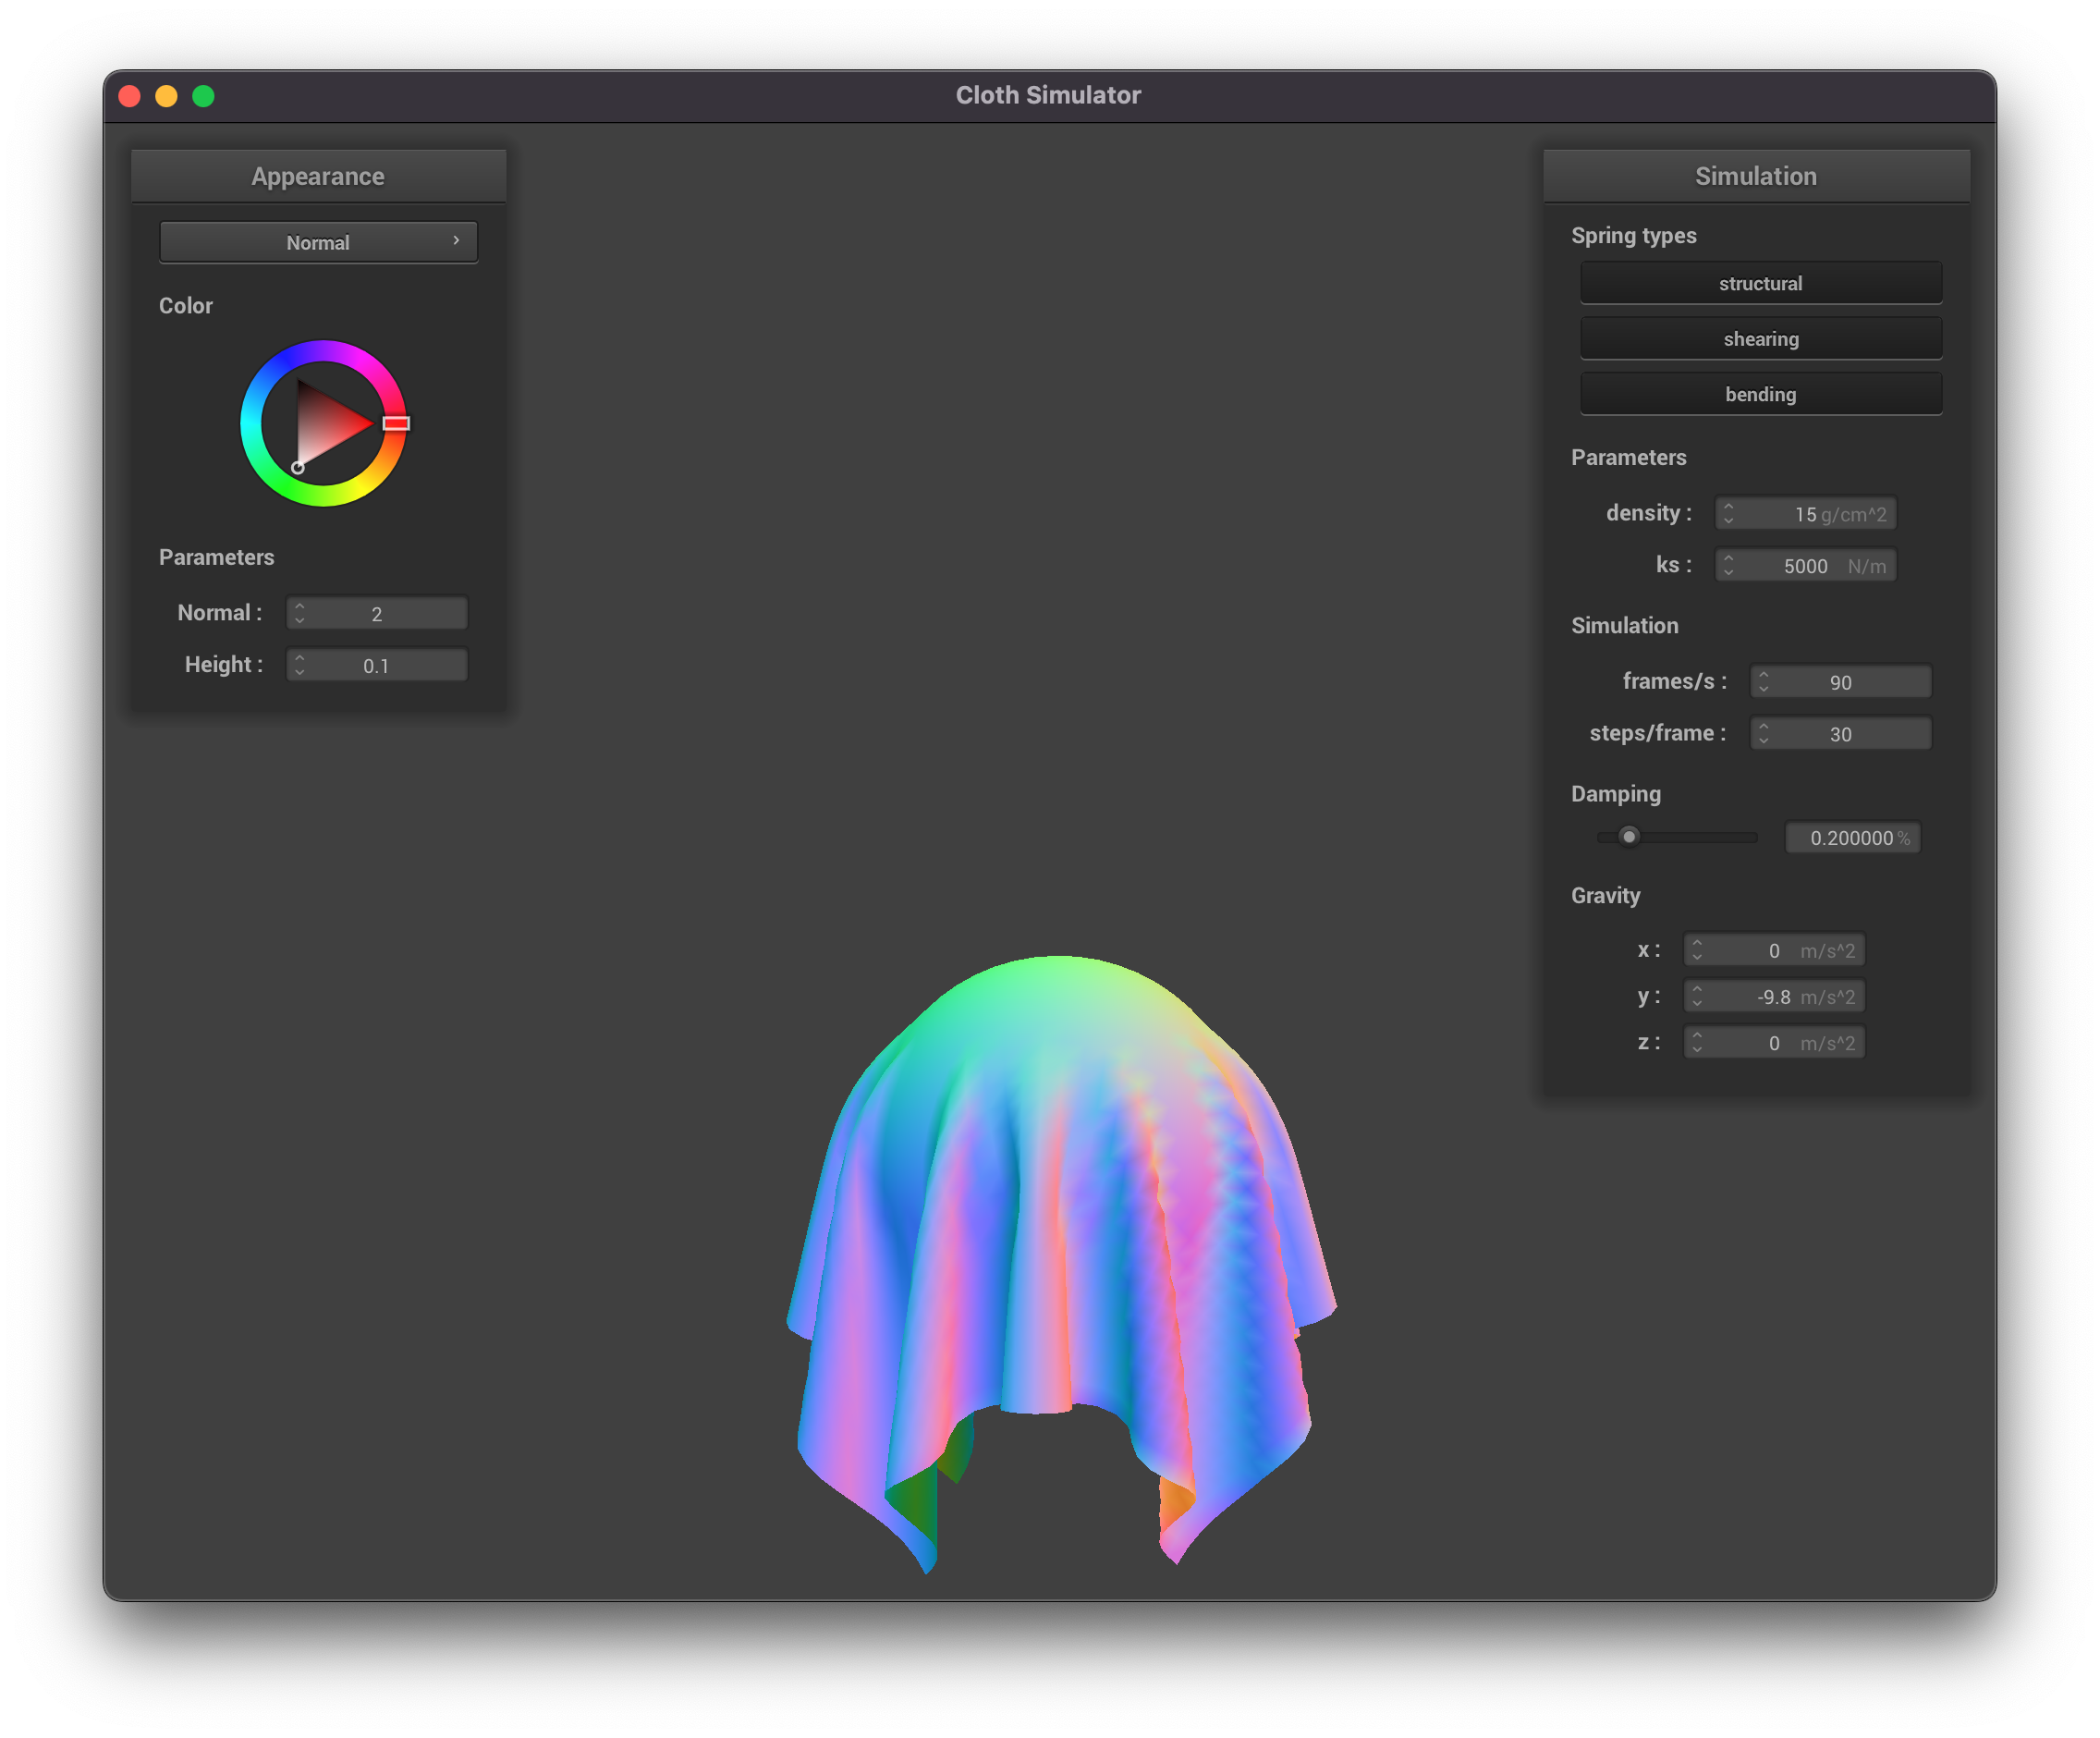 Cloth Simulator
Appearance
Normal
Color
Parameters
Normal : 2
Height : 0.1
Simulation
Spring types
structural
shearing
bending
Parameters
density : 15 g/cm^2
ks : 5000 N/m
Simulation
frames/s : 90
steps/frame : 30
Damping
0.200000 %
Gravity
x : 0 m/s^2
y : -9.8 m/s^2
z : 0 m/s^2